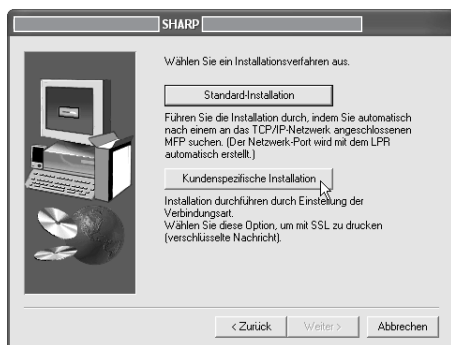 SHARP
Wählen Sie ein Installationsverfahren aus.
Standard-Installation
Führen Sie die Installation durch, indem Sie automatisch
nach einem an das TCP/IP-Netzwerk angeschlossenen
MFP suchen. (Der Netzwerk-Port wird mit dem LPR
automatisch erstellt.)
Kundenspezifische Installation
Installation durchführen durch Einstellung der
Verbindungsart.
Wählen Sie diese Option, um mit SSL zu drucken
(verschlüsselte Nachricht).
< Zurück Weiter > Abbrechen